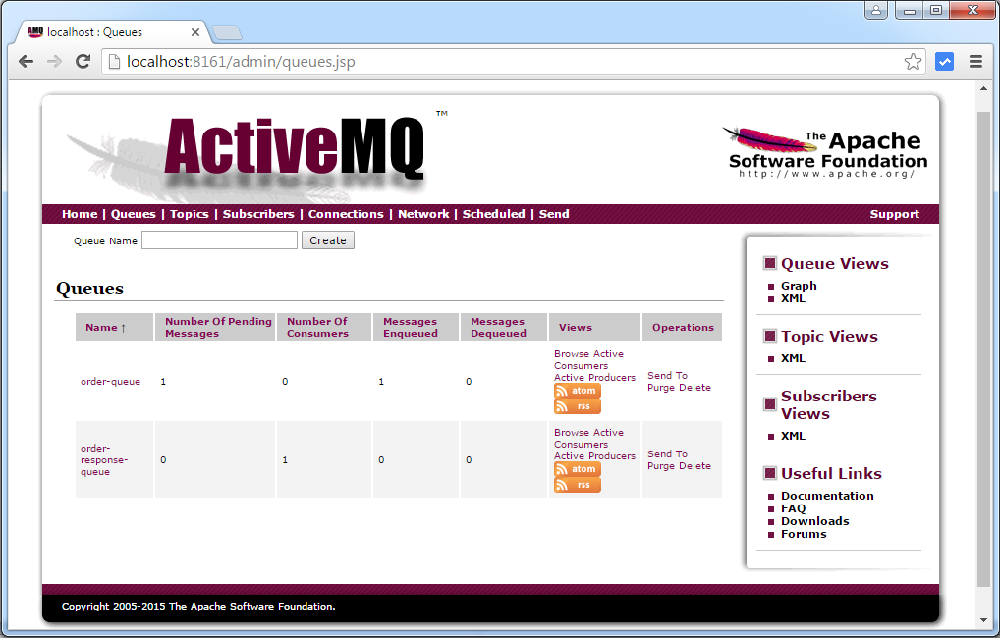 AMQ localhost : Queues
localhost:8161/admin/queues.jsp
ActiveMQ ™
The Apache
Software Foundation
http://www.apache.org/
Home | Queues | Topics | Subscribers | Connections | Network | Scheduled | Send
Support
Queue Name Create
Queues
Name ↑
Number Of Pending
Messages
Number Of
Consumers
Messages
Enqueued
Messages
Dequeued
Views
Operations
order-queue
1
0
1
0
Browse Active
Consumers
Active Producers
atom
rss
Send To
Purge Delete
order-
response-
queue
0
1
0
0
Browse Active
Consumers
Active Producers
atom
rss
Send To
Purge Delete
Queue Views
Graph
XML
Topic Views
XML
Subscribers
Views
XML
Useful Links
Documentation
FAQ
Downloads
Forums
Copyright 2005-2015 The Apache Software Foundation.